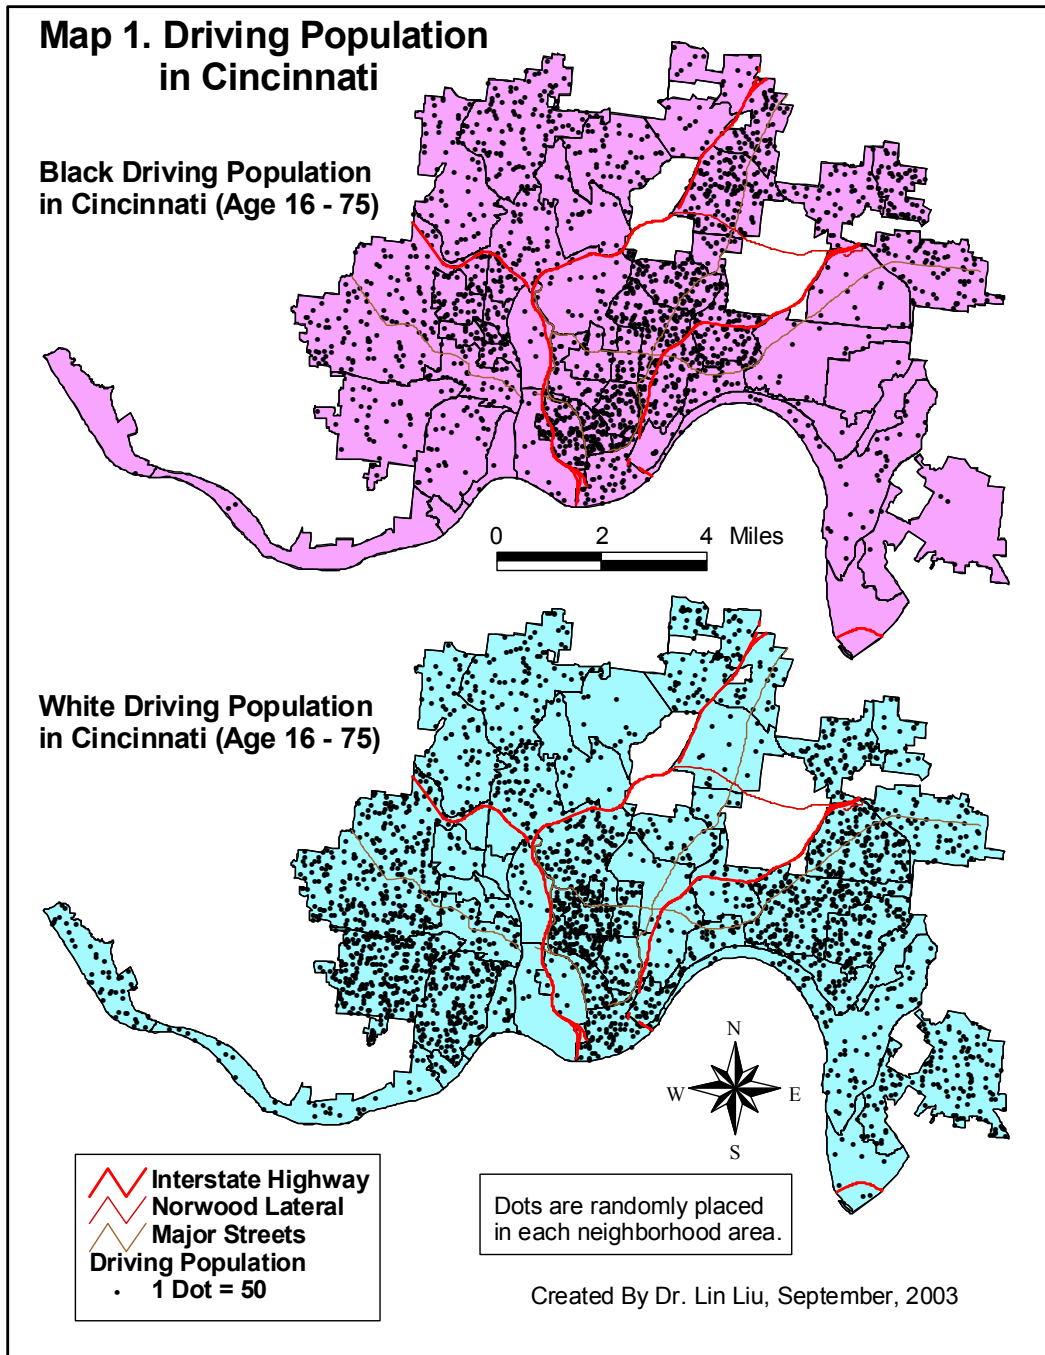 Map 1. Driving Population
in Cincinnati
Black Driving Population
in Cincinnati (Age 16 - 75)
0 2 4 Miles
White Driving Population
in Cincinnati (Age 16 - 75)
N
W E
S
Interstate Highway
Norwood Lateral
Major Streets
Driving Population
1 Dot = 50
Dots are randomly placed
in each neighborhood area.
Created By Dr. Lin Liu, September, 2003